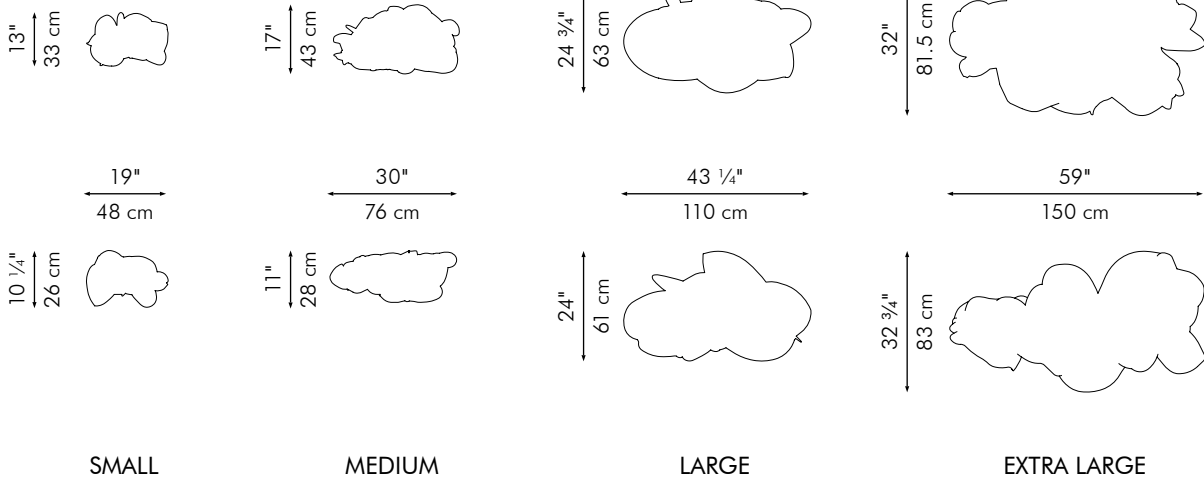 13"
33 cm
17"
43 cm
24 ¾"
63 cm
32"
81.5 cm
19"
48 cm
30"
76 cm
43 ¼"
110 cm
59"
150 cm
10 ¼"
26 cm
11"
28 cm
24"
61 cm
32 ¾"
83 cm
SMALL
MEDIUM
LARGE
EXTRA LARGE